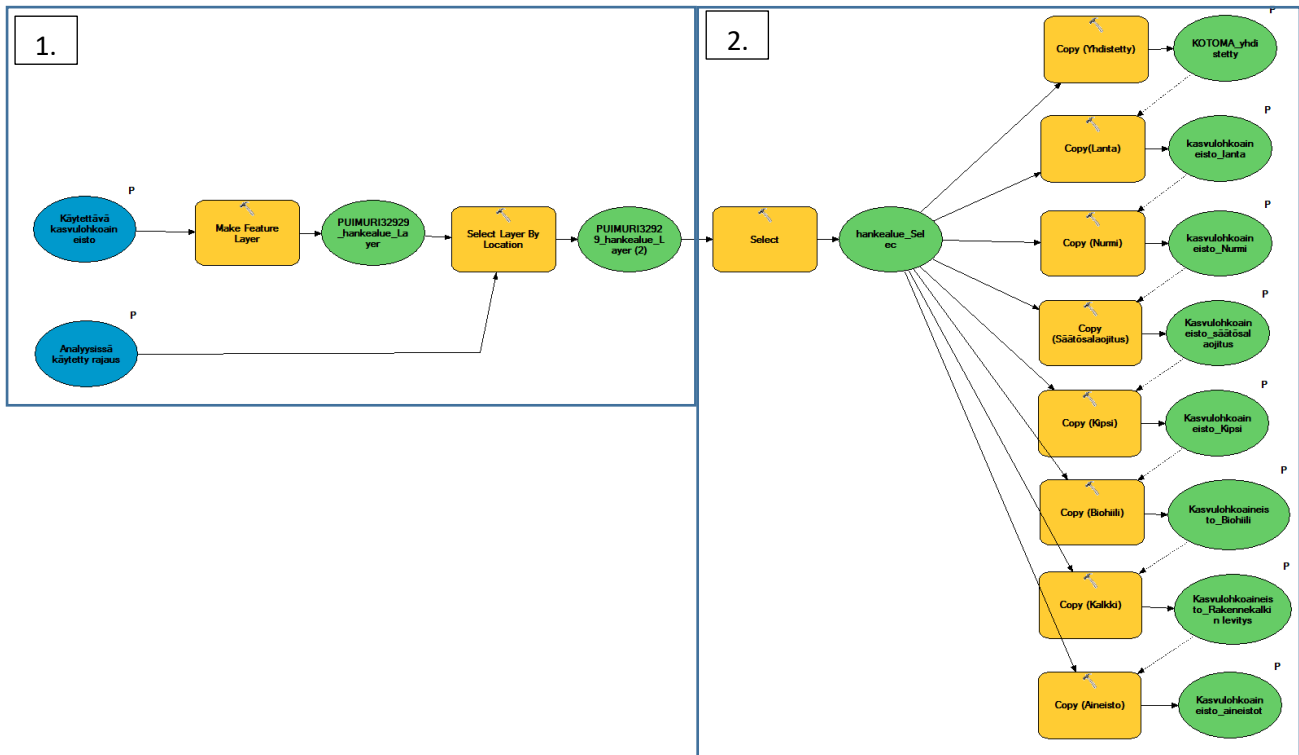 1.
P
Käytettävä
kasvulohkoain
eisto
Make Feature
Layer
PUIMURI32929
_hankealue_La
yer
Select Layer By
Location
PUIMURI3292
9_hankealue_L
ayer (2)
P
Analyysissä
käytetty rajaus
2.
Select
hankealue_Sel
ec
Copy (Yhdistetty)
P
KOTOMA_yhdi
stetty
Copy(Lanta)
P
kasvulohkoain
eisto_lanta
Copy (Nurmi)
P
kasvulohkoain
eisto_Nurmi
Copy
(Säätösalaojitus)
P
Kasvulohkoain
eisto_säätösal
aojitus
Copy (Kipsi)
P
Kasvulohkoain
eisto_Kipsi
Copy (Biohiili)
P
Kasvulohkoaineis
to_Biohiili
Copy (Kalkki)
P
Kasvulohkoaineis
to_Rakennekalki
n levitys
Copy (Aineisto)
P
Kasvulohkoain
eisto_aineistot